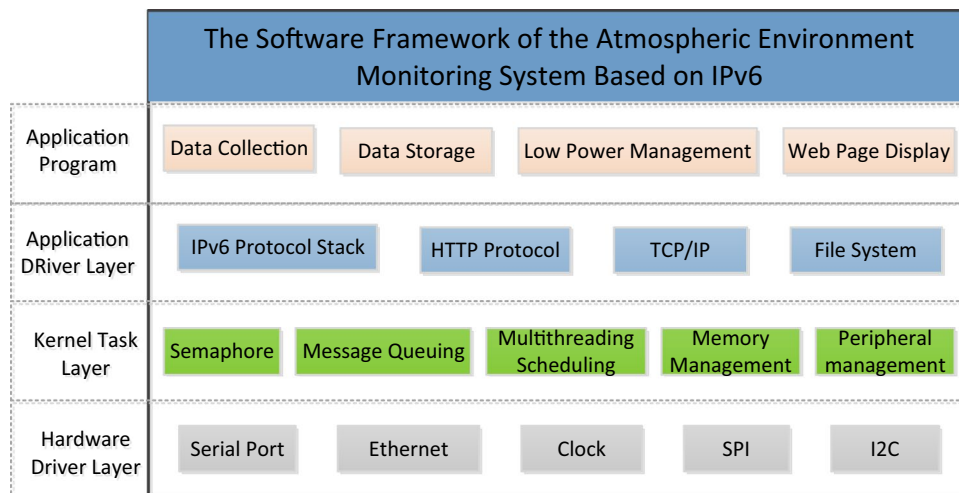 The Software Framework of the Atmospheric Environment
Monitoring System Based on IPv6
Application
Program
Data Collection
Data Storage
Low Power Management
Web Page Display
Application
DRiver Layer
IPv6 Protocol Stack
HTTP Protocol
TCP/IP
File System
Kernel Task
Layer
Semaphore
Message Queuing
Multithreading
Scheduling
Memory
Management
Peripheral
management
Hardware
Driver Layer
Serial Port
Ethernet
Clock
SPI
I2C